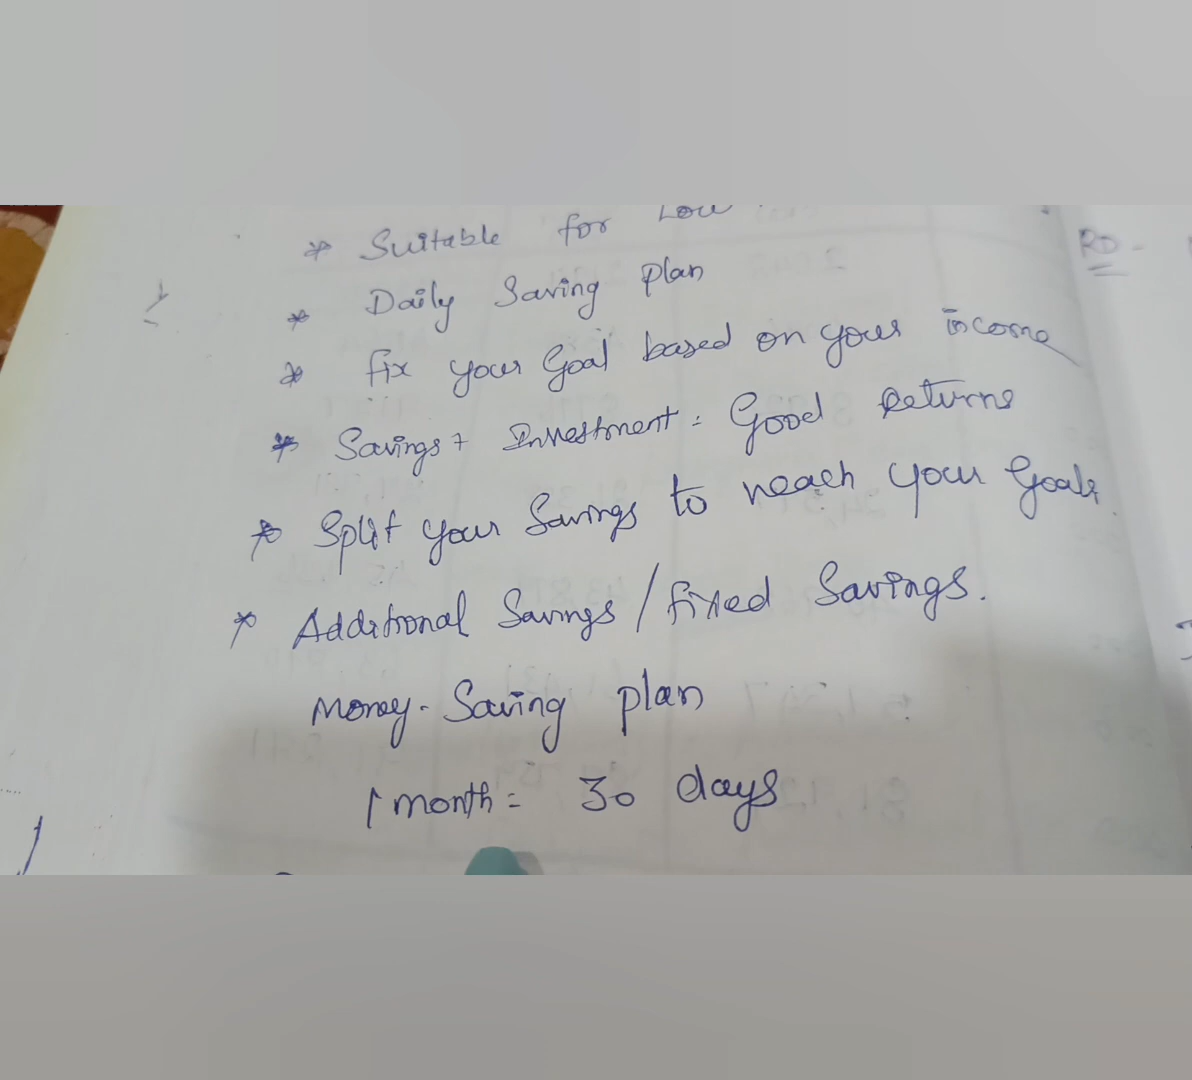 * Suitable for Low
RD -
* Daily Saving plan
* fix your Goal based on your income
* Savings + Investment = Good Returns
* Split your Savings to reach your Goals
* Additional Savings / fixed Savings.
Money-Saving plan
1 month = 30 days